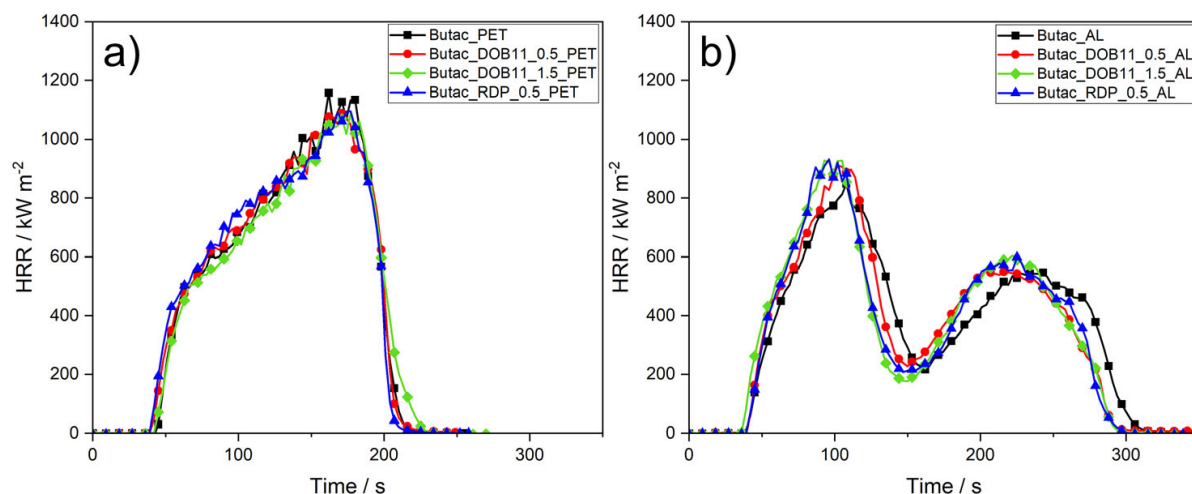 a)
Butac_PET
Butac_DOB11_0.5_PET
Butac_DOB11_1.5_PET
Butac_RDP_0.5_PET
HRR / kW m⁻²
1400
1200
1000
800
600
400
200
0
0 100 200 300
Time / s
b)
Butac_AL
Butac_DOB11_0.5_AL
Butac_DOB11_1.5_AL
Butac_RDP_0.5_AL
HRR / kW m⁻²
1400
1200
1000
800
600
400
200
0
0 100 200 300
Time / s